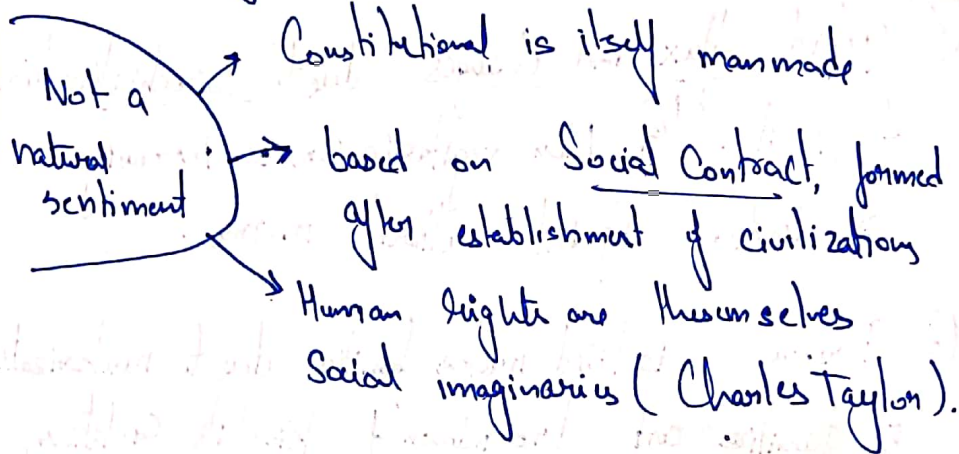 Not a
natural
sentiment
Constitutional is itself manmade.
based on Social Contract, formed
after establishment of civilizations
Human rights are themselves
Social imaginaries (Charles Taylor).